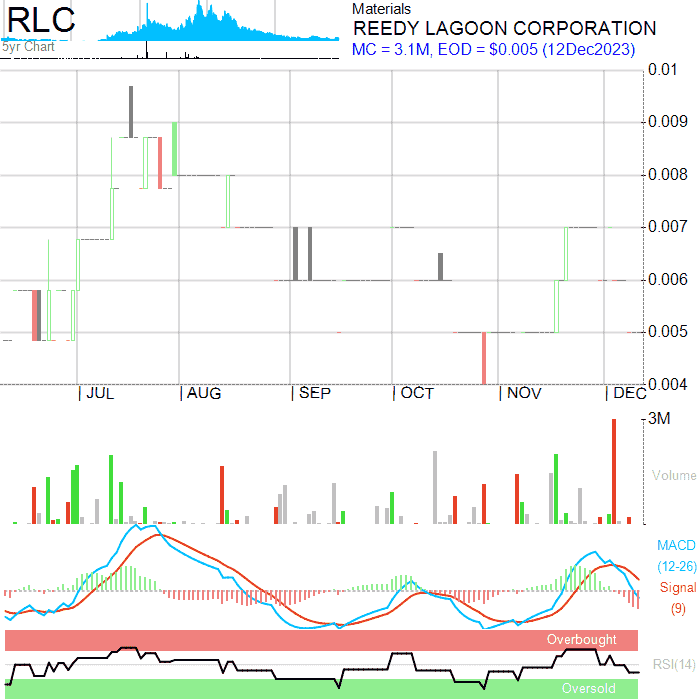 RLC
5yr Chart
Materials
REEDY LAGOON CORPORATION
MC = 3.1M, EOD = $0.005 (12Dec2023)
0.01
0.009
0.008
0.007
0.006
0.005
0.004
JUL AUG SEP OCT NOV DEC
3M
Volume
MACD
(12-26)
Signal
(9)
Overbought
RSI(14)
Oversold